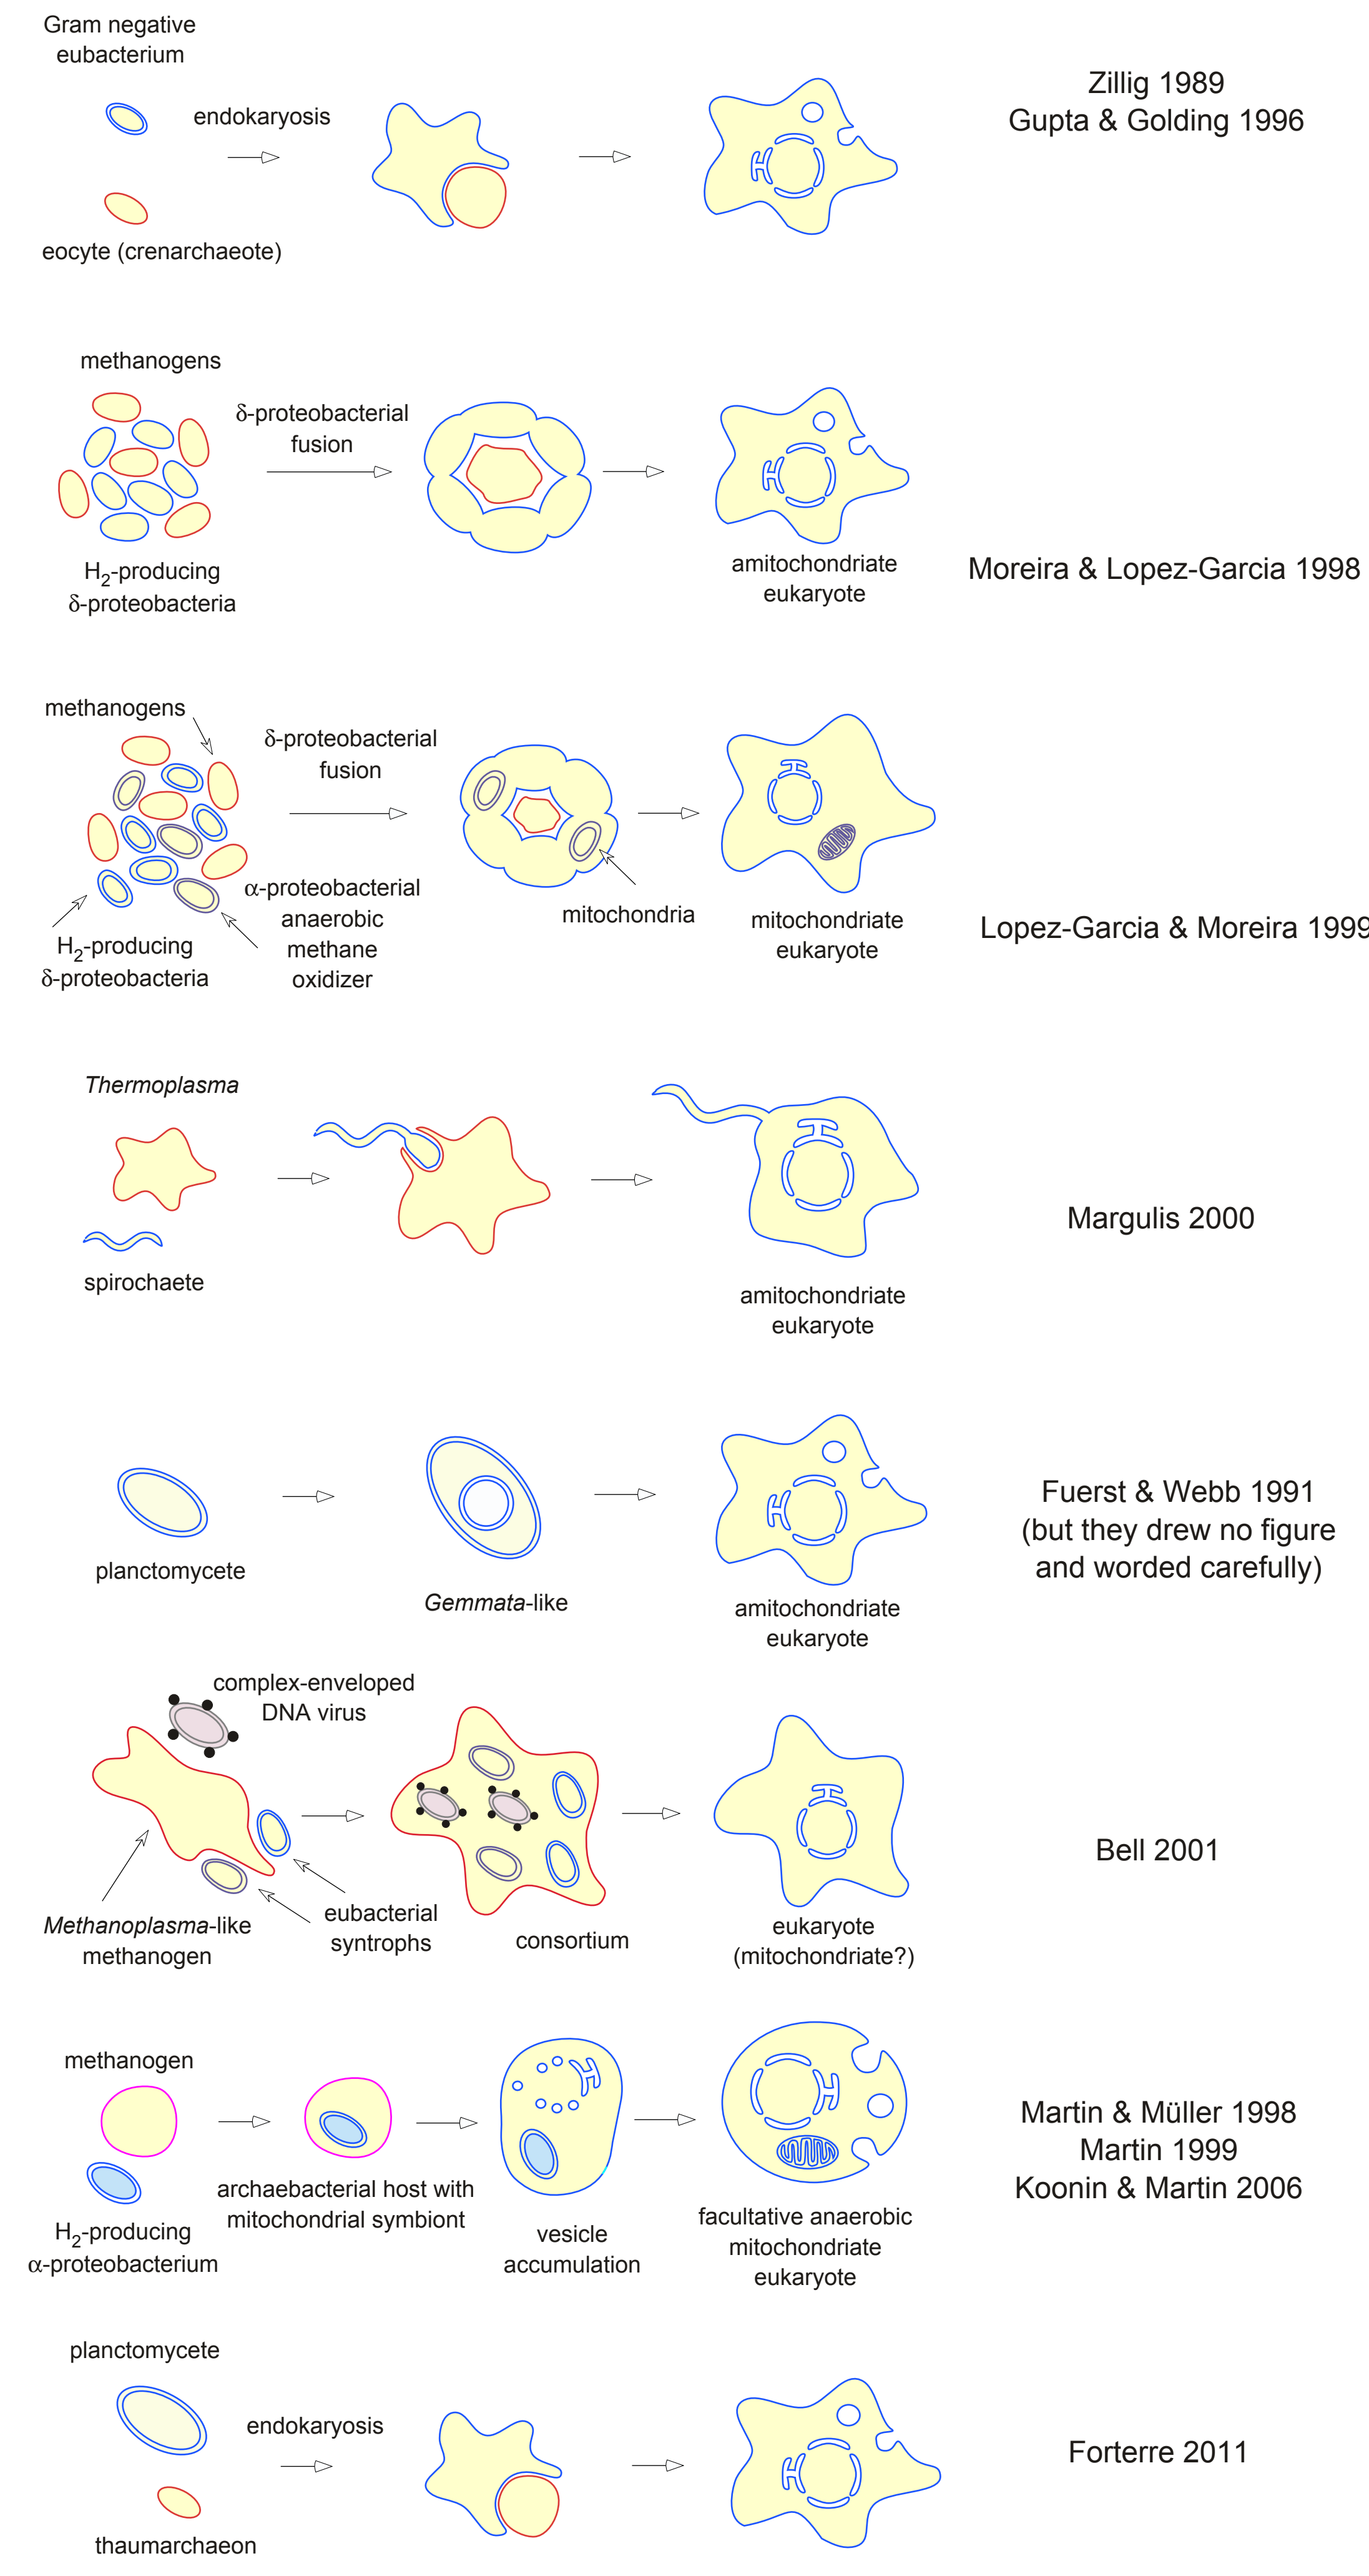 Gram negative
eubacterium
endokaryosis
eocyte (crenarchaeote)
Zillig 1989
Gupta & Golding 1996
methanogens
δ-proteobacterial
fusion
H2-producing
δ-proteobacteria
amitochondriate
eukaryote
Moreira & Lopez-Garcia 1998
methanogens
δ-proteobacterial
fusion
H2-producing
δ-proteobacteria
α-proteobacterial
anaerobic
methane
oxidizer
mitochondria
mitochondriate
eukaryote
Lopez-Garcia & Moreira 1999
Thermoplasma
spirochaete
amitochondriate
eukaryote
Margulis 2000
planctomycete
Gemmata-like
amitochondriate
eukaryote
Fuerst & Webb 1991
(but they drew no figure
and worded carefully)
complex-enveloped
DNA virus
Methanoplasma-like
methanogen
eubacterial
syntrophs
consortium
eukaryote
(mitochondriate?)
Bell 2001
methanogen
H2-producing
α-proteobacterium
archaebacterial host with
mitochondrial symbiont
vesicle
accumulation
facultative anaerobic
mitochondriate
eukaryote
Martin & Müller 1998
Martin 1999
Koonin & Martin 2006
planctomycete
endokaryosis
thaumarchaeon
Forterre 2011